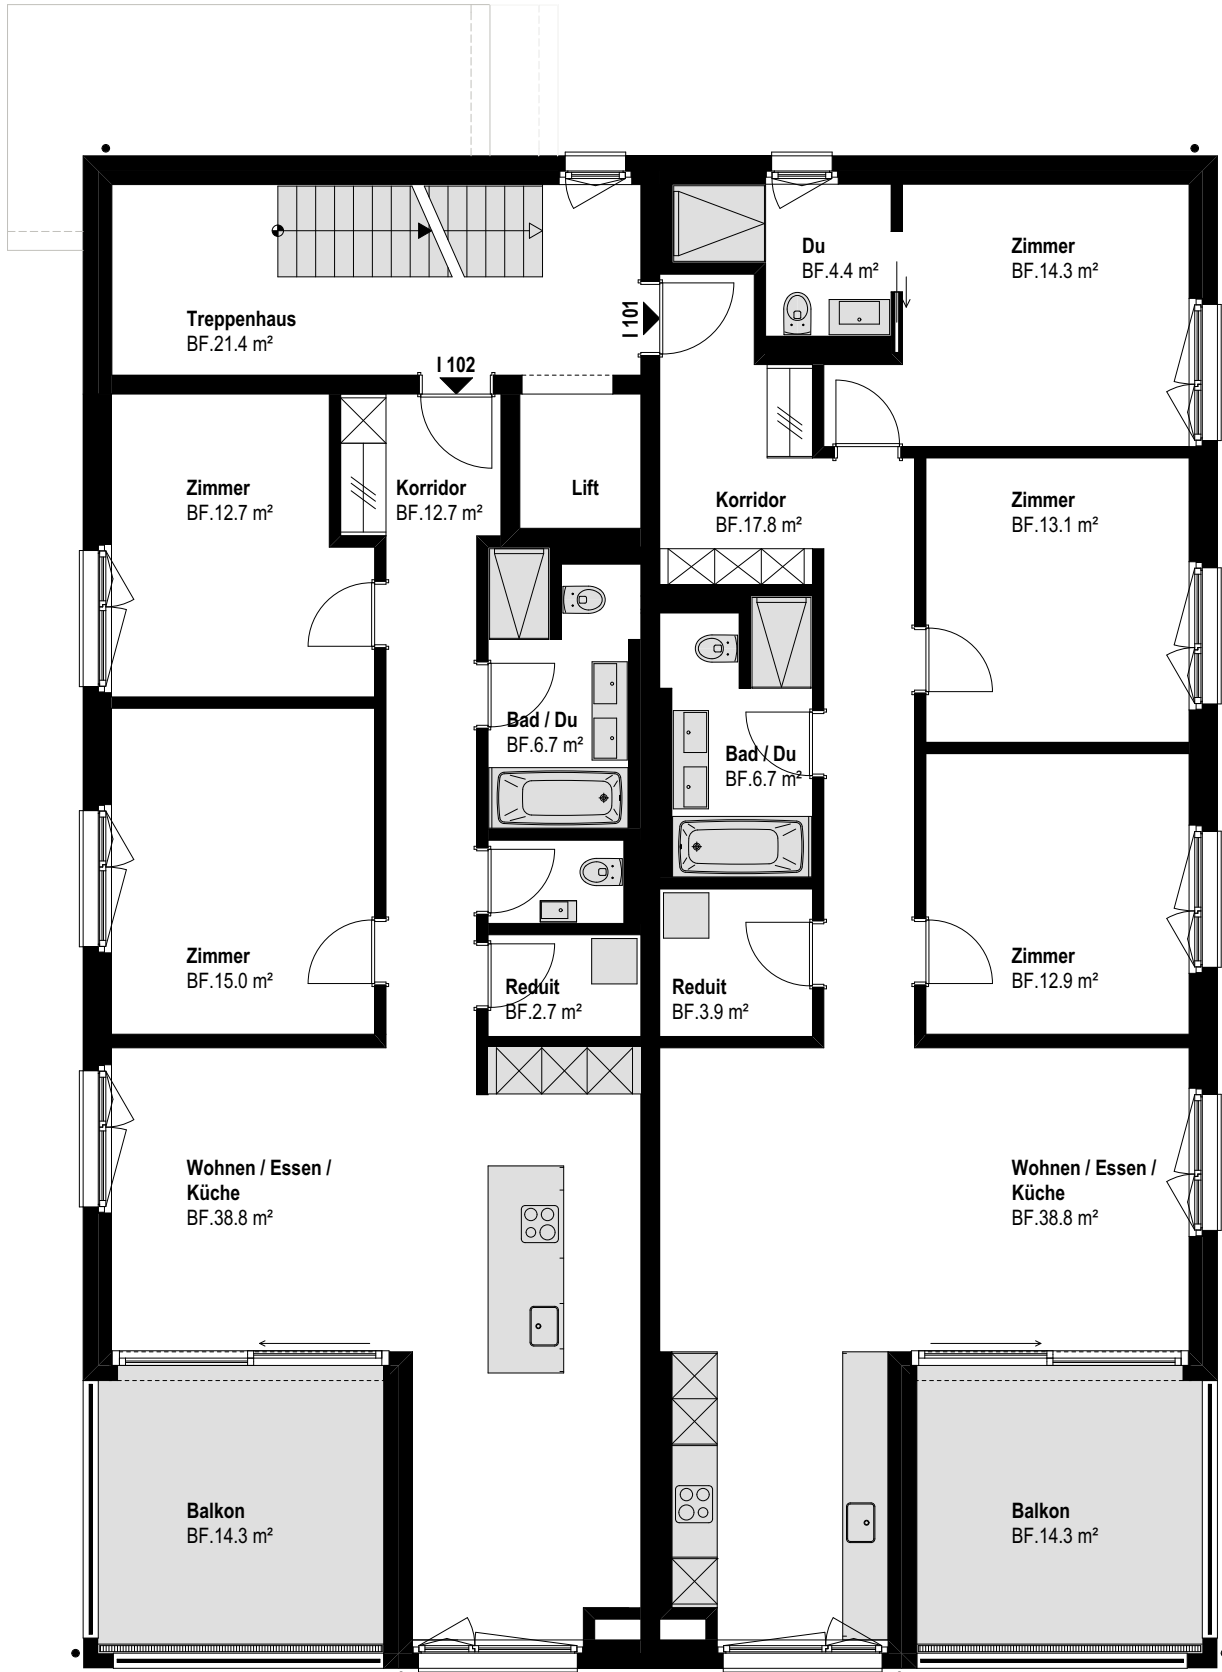 Du
BF.4.4 m²
Zimmer
BF.14.3 m²
Treppenhaus
BF.21.4 m²
I 101
I 102
Zimmer
BF.12.7 m²
Korridor
BF.12.7 m²
Lift
Korridor
BF.17.8 m²
Zimmer
BF.13.1 m²
Bad / Du
BF.6.7 m²
Bad / Du
BF.6.7 m²
Zimmer
BF.15.0 m²
Reduit
BF.2.7 m²
Reduit
BF.3.9 m²
Zimmer
BF.12.9 m²
Wohnen / Essen /
Küche
BF.38.8 m²
Wohnen / Essen /
Küche
BF.38.8 m²
Balkon
BF.14.3 m²
Balkon
BF.14.3 m²